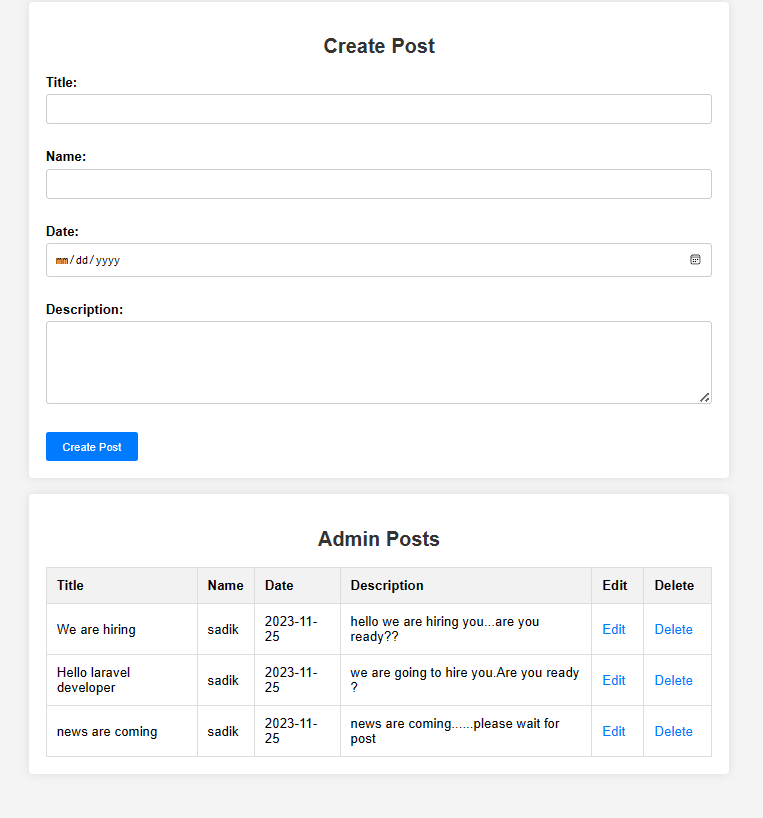 Create Post
Title:
Name:
Date:
mm/dd/yyyy
Description:
Create Post
Admin Posts
Title Name Date Description Edit Delete
We are hiring sadik 2023-11-
25 hello we are hiring you...are you
ready?? Edit Delete
Hello laravel
developer sadik 2023-11-
25 we are going to hire you.Are you ready
? Edit Delete
news are coming sadik 2023-11-
25 news are coming......please wait for
post Edit Delete